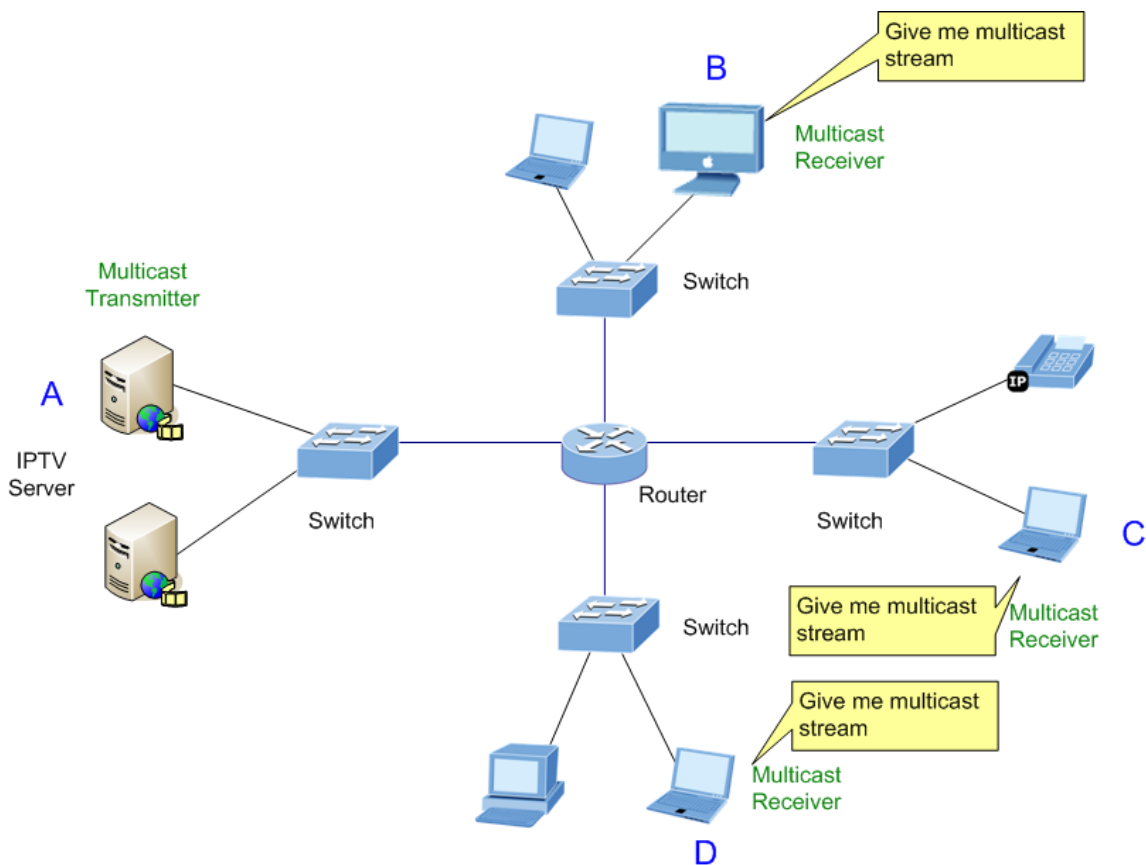 Give me multicast
stream
B
Multicast
Receiver
Switch
Multicast
Transmitter
A
IPTV
Server
Switch
Router
IP
Switch
C
Give me multicast
stream
Multicast
Receiver
Switch
Give me multicast
stream
Multicast
Receiver
D